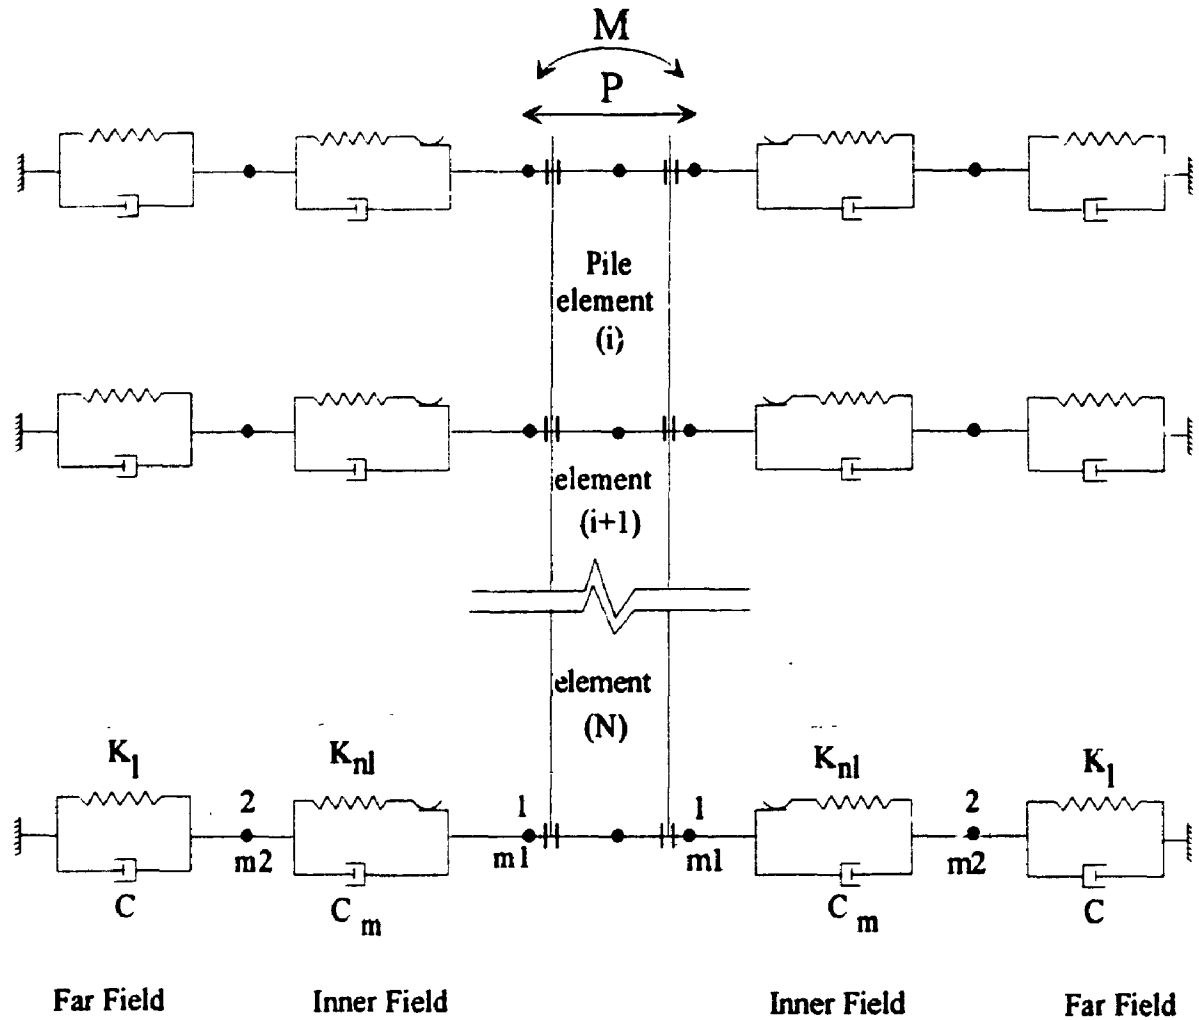 M
P
Pile
element
(i)
element
(i+1)
element
(N)
K_l K_nl K_nl K_l
2 1 1 2
m2 m1 m1 m2
C C_m C_m C
Far Field Inner Field Inner Field Far Field